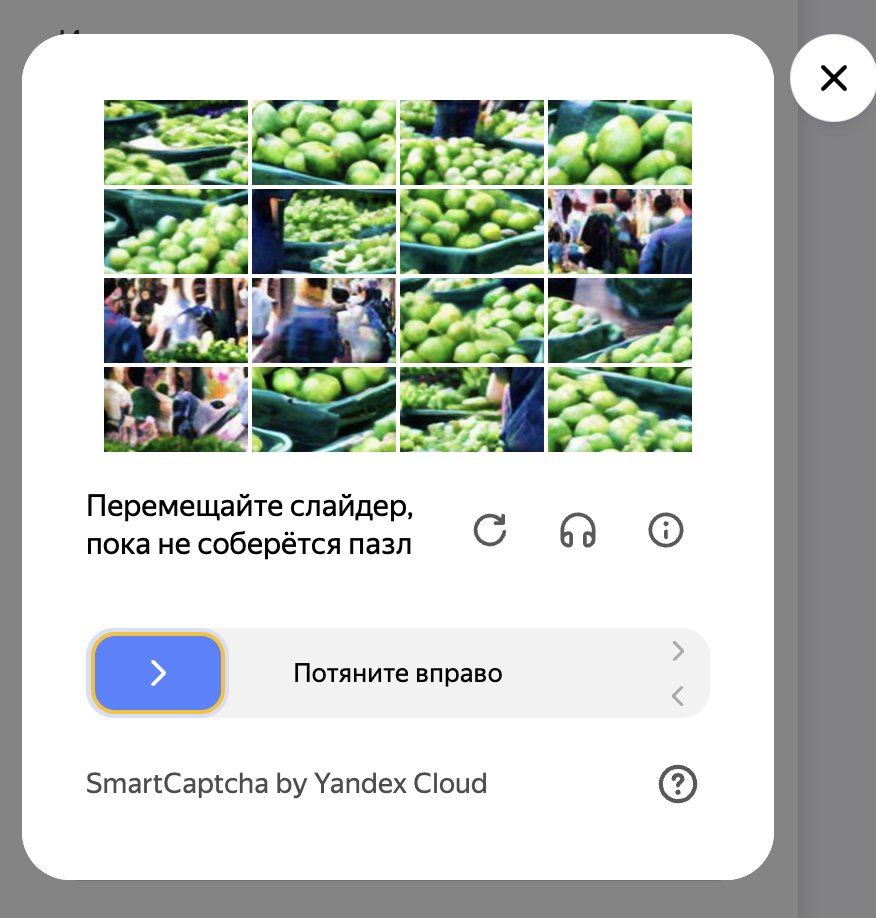 Перемещайте слайдер,
пока не соберётся пазл
Потяните вправо
SmartCaptcha by Yandex Cloud